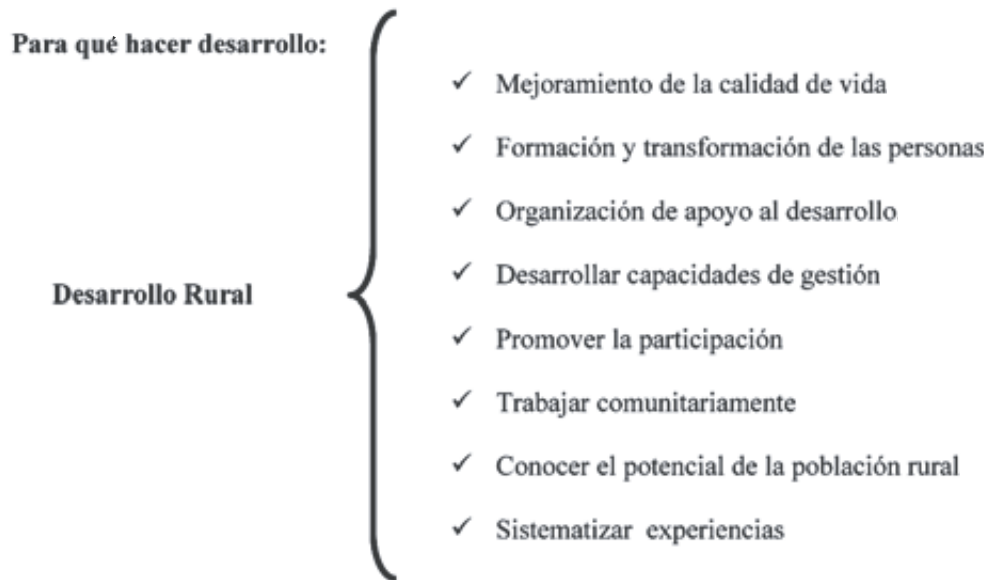 Para qué hacer desarrollo:
Desarrollo Rural
✓ Mejoramiento de la calidad de vida
✓ Formación y transformación de las personas
✓ Organización de apoyo al desarrollo
✓ Desarrollar capacidades de gestión
✓ Promover la participación
✓ Trabajar comunitariamente
✓ Conocer el potencial de la población rural
✓ Sistematizar experiencias